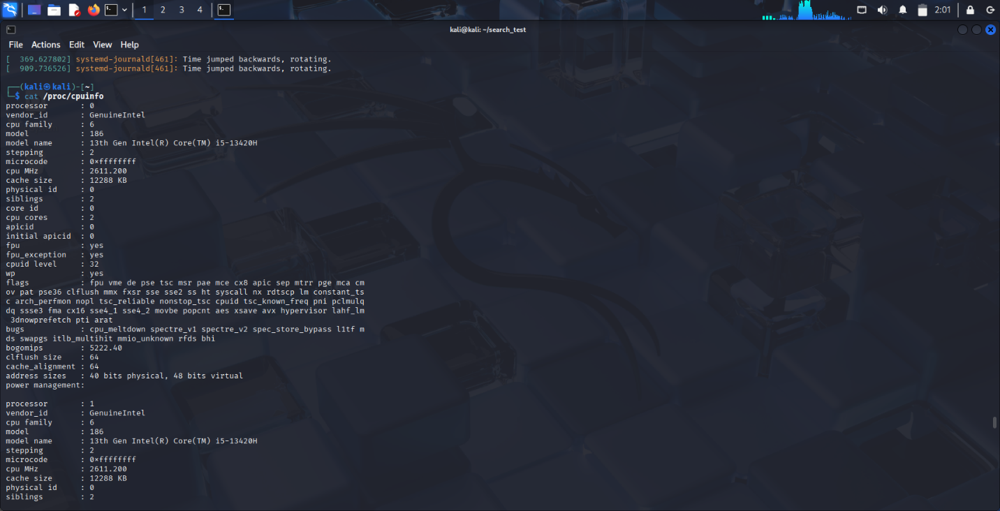 1 2 3 4 2:01
kali@kali: ~/search_test
File Actions Edit View Help
[  369.627802] systemd-journald[461]: Time jumped backwards, rotating.
[  909.736526] systemd-journald[461]: Time jumped backwards, rotating.
┌──(kali㉿kali)-[~]
└─$ cat /proc/cpuinfo
processor       : 0
vendor_id       : GenuineIntel
cpu family      : 6
model           : 186
model name      : 13th Gen Intel(R) Core(TM) i5-13420H
stepping        : 2
microcode       : 0xffffffff
cpu MHz         : 2611.200
cache size      : 12288 KB
physical id     : 0
siblings        : 2
core id         : 0
cpu cores       : 2
apicid          : 0
initial apicid  : 0
fpu             : yes
fpu_exception   : yes
cpuid level     : 32
wp              : yes
flags           : fpu vme de pse tsc msr pae mce cx8 apic sep mtrr pge mca cm
ov pat pse36 clflush mmx fxsr sse sse2 ss ht syscall nx rdtscp lm constant_ts
c arch_perfmon nopl tsc_reliable nonstop_tsc cpuid tsc_known_freq pni pclmulq
dq ssse3 fma cx16 sse4_1 sse4_2 movbe popcnt aes xsave avx hypervisor lahf_lm
 3dnowprefetch pti arat
bugs            : cpu_meltdown spectre_v1 spectre_v2 spec_store_bypass l1tf m
ds swapgs itlb_multihit mmio_unknown rfds bhi
bogomips        : 5222.40
clflush size    : 64
cache_alignment : 64
address sizes   : 40 bits physical, 48 bits virtual
power management:
processor       : 1
vendor_id       : GenuineIntel
cpu family      : 6
model           : 186
model name      : 13th Gen Intel(R) Core(TM) i5-13420H
stepping        : 2
microcode       : 0xffffffff
cpu MHz         : 2611.200
cache size      : 12288 KB
physical id     : 0
siblings        : 2